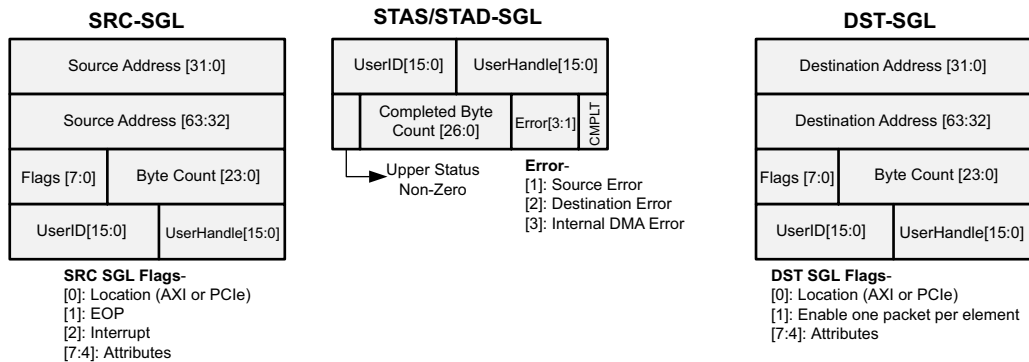 SRC-SGL
Source Address [31:0]
Source Address [63:32]
Flags [7:0]
Byte Count [23:0]
UserID[15:0]
UserHandle[15:0]
SRC SGL Flags-
[0]: Location (AXI or PCIe)
[1]: EOP
[2]: Interrupt
[7:4]: Attributes
STAS/STAD-SGL
UserID[15:0]
UserHandle[15:0]
Completed Byte
Count [26:0]
Error[3:1]
CMPLT
Upper Status
Non-Zero
Error-
[1]: Source Error
[2]: Destination Error
[3]: Internal DMA Error
DST-SGL
Destination Address [31:0]
Destination Address [63:32]
Flags [7:0]
Byte Count [23:0]
UserID[15:0]
UserHandle[15:0]
DST SGL Flags-
[0]: Location (AXI or PCIe)
[1]: Enable one packet per element
[7:4]: Attributes